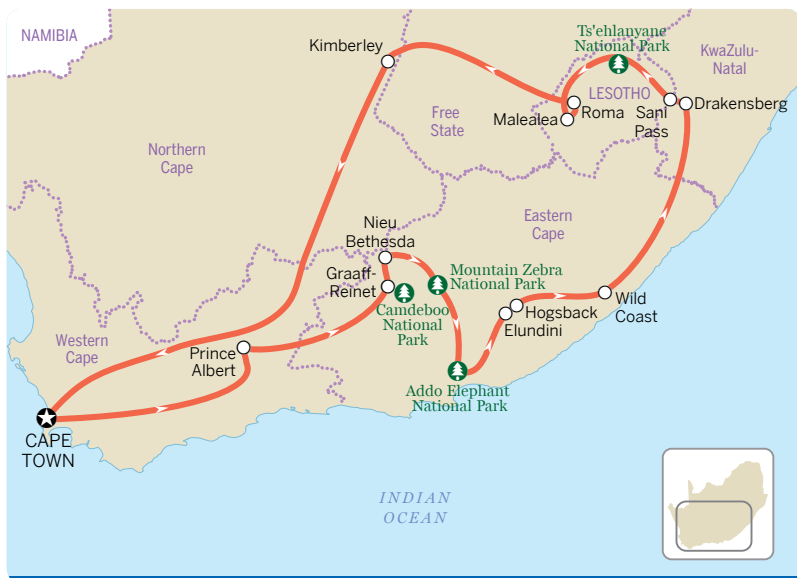 NAMIBIA
Kimberley
Ts'ehlanyane
National Park
KwaZulu-
Natal
LESOTHO
Roma
Malealea
Sani
Pass
Drakensberg
Free
State
Northern
Cape
Eastern
Cape
Nieu
Bethesda
Graaff-
Reinet
Mountain Zebra
National Park
Camdeboo
National
Park
Wild
Coast
Hogsback
Elundini
Western
Cape
Prince
Albert
Addo Elephant
National Park
CAPE
TOWN
INDIAN
OCEAN